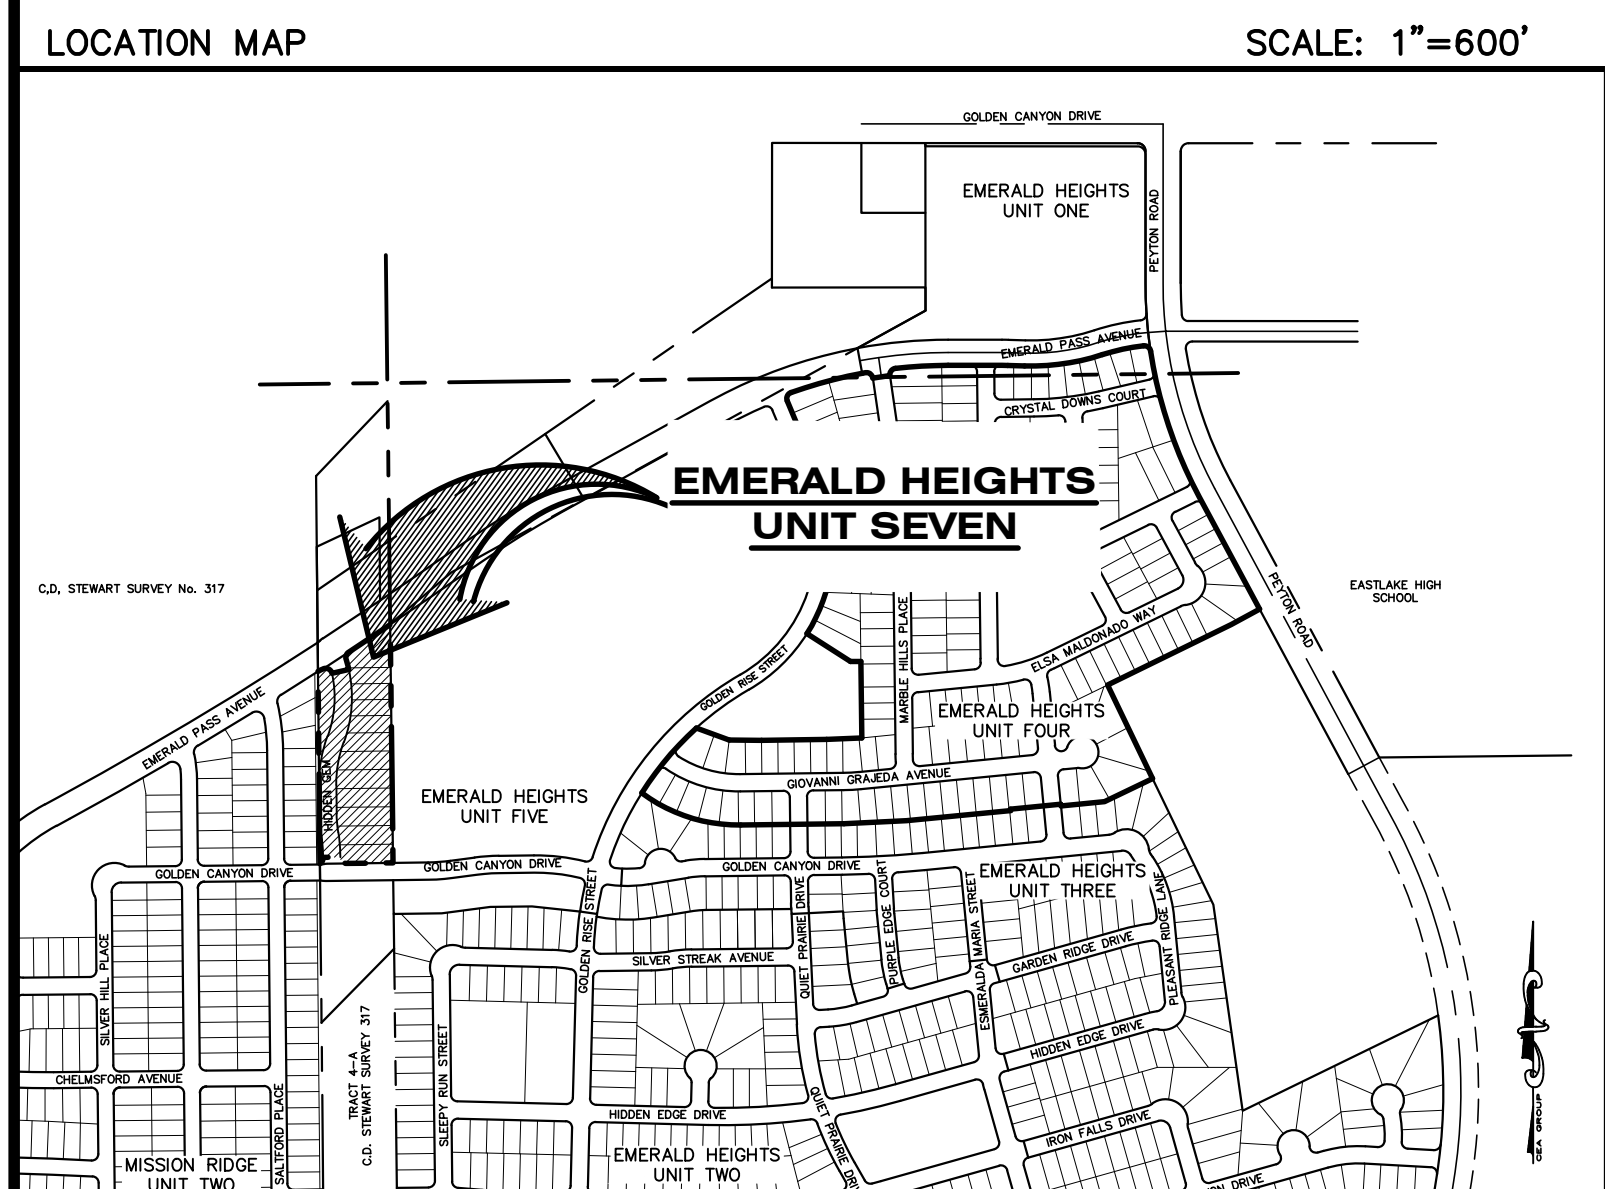 LOCATION MAP
SCALE: 1"=600'
GOLDEN CANYON DRIVE
EMERALD HEIGHTS
UNIT ONE
PEYTON ROAD
EMERALD PASS AVENUE
CRYSTAL DOWNS COURT
EMERALD HEIGHTS
UNIT SEVEN
C,D, STEWART SURVEY No. 317
EASTLAKE HIGH
SCHOOL
PEYTON ROAD
ELSA MALDONADO WAY
MARBLE HILLS PLACE
GOLDEN RISE STREET
EMERALD HEIGHTS
UNIT FOUR
EMERALD PASS AVENUE
HIDDEN GEM
GIOVANNI GRAJEDA AVENUE
EMERALD HEIGHTS
UNIT FIVE
GOLDEN CANYON DRIVE
GOLDEN CANYON DRIVE
GOLDEN CANYON DRIVE
EMERALD HEIGHTS
UNIT THREE
GOLDEN RISE STREET
QUIET PRAIRIE DRIVE
PURPLE EDGE COURT
ESMERALDA MARIA STREET
PLEASANT RIDGE LANE
GARDEN RIDGE DRIVE
SILVER STREAK AVENUE
SILVER HILL PLACE
TRACT 4-A
C.D. STEWART SURVEY 317
SLEEPY RUN STREET
HIDDEN EDGE DRIVE
CHELMSFORD AVENUE
SALTFORD PLACE
HIDDEN EDGE DRIVE
QUIET PRAIRIE DRI
IRON FALLS DRIVE
MISSION RIDGE
UNIT TWO
EMERALD HEIGHTS
UNIT TWO
ON DRIVE
CEA GROUP